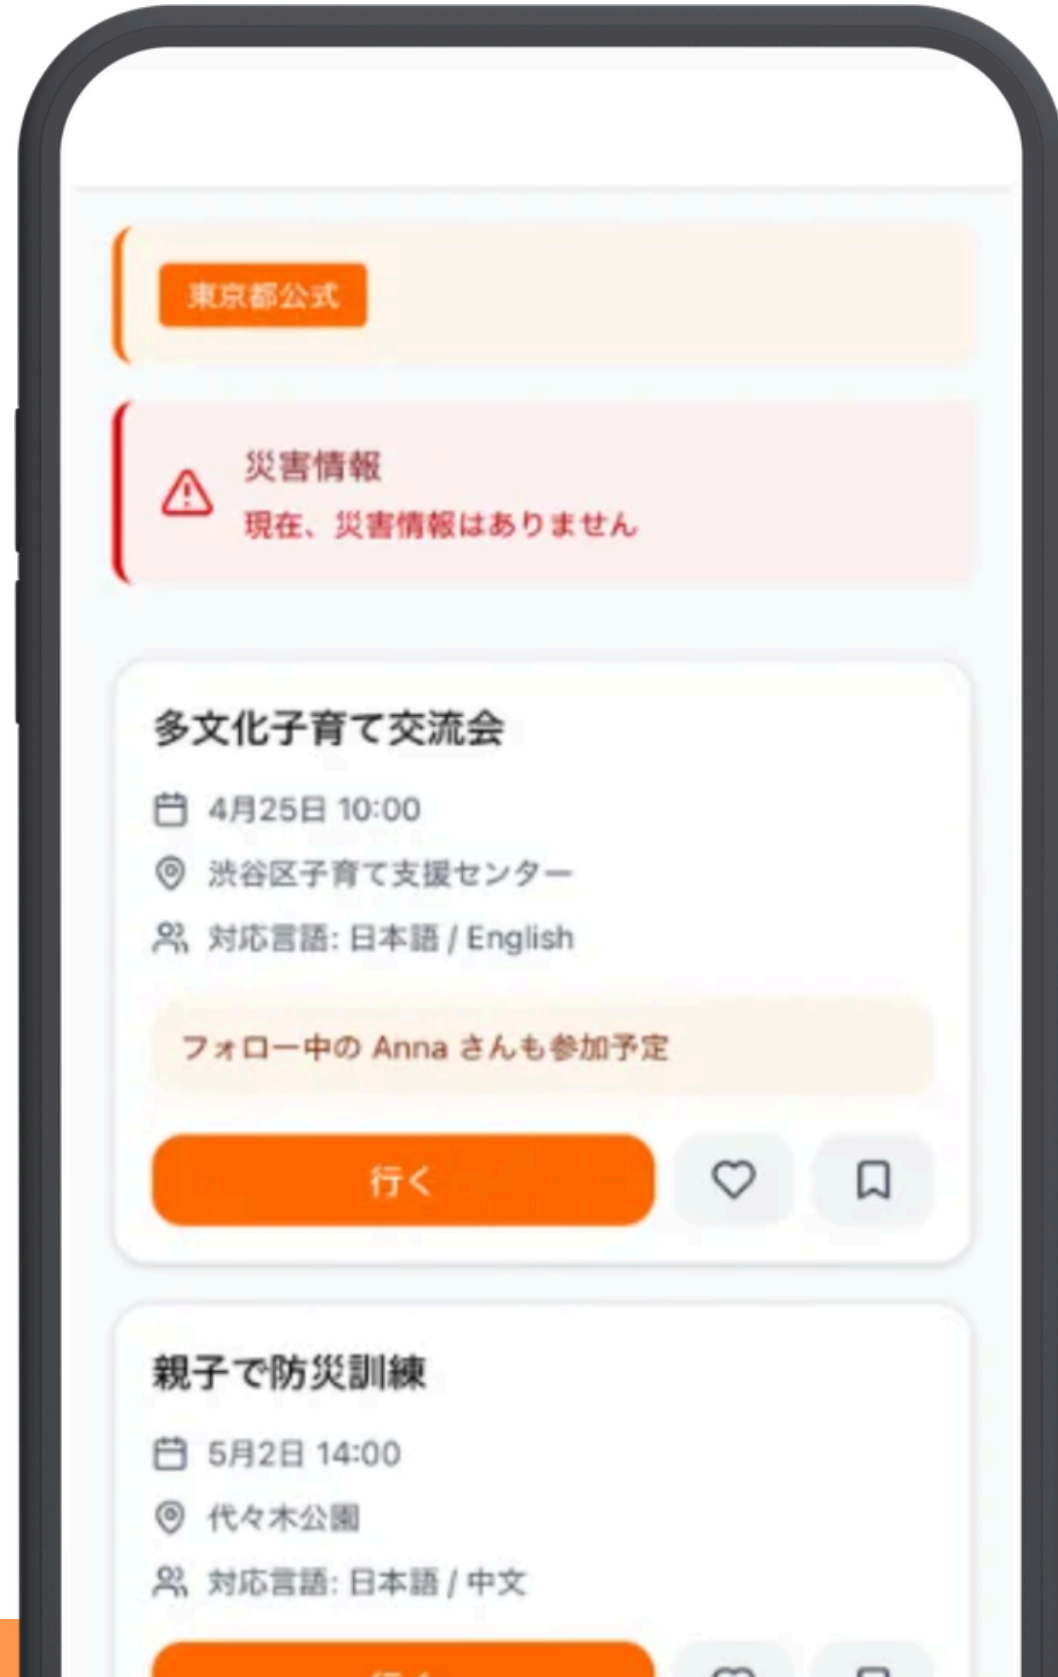 東京都公式
災害情報
現在、災害情報はありません
多文化子育て交流会
4月25日 10:00
渋谷区子育て支援センター
対応言語: 日本語 / English
フォロー中の Anna さんも参加予定
行く
親子で防災訓練
5月2日 14:00
代々木公園
対応言語: 日本語 / 中文